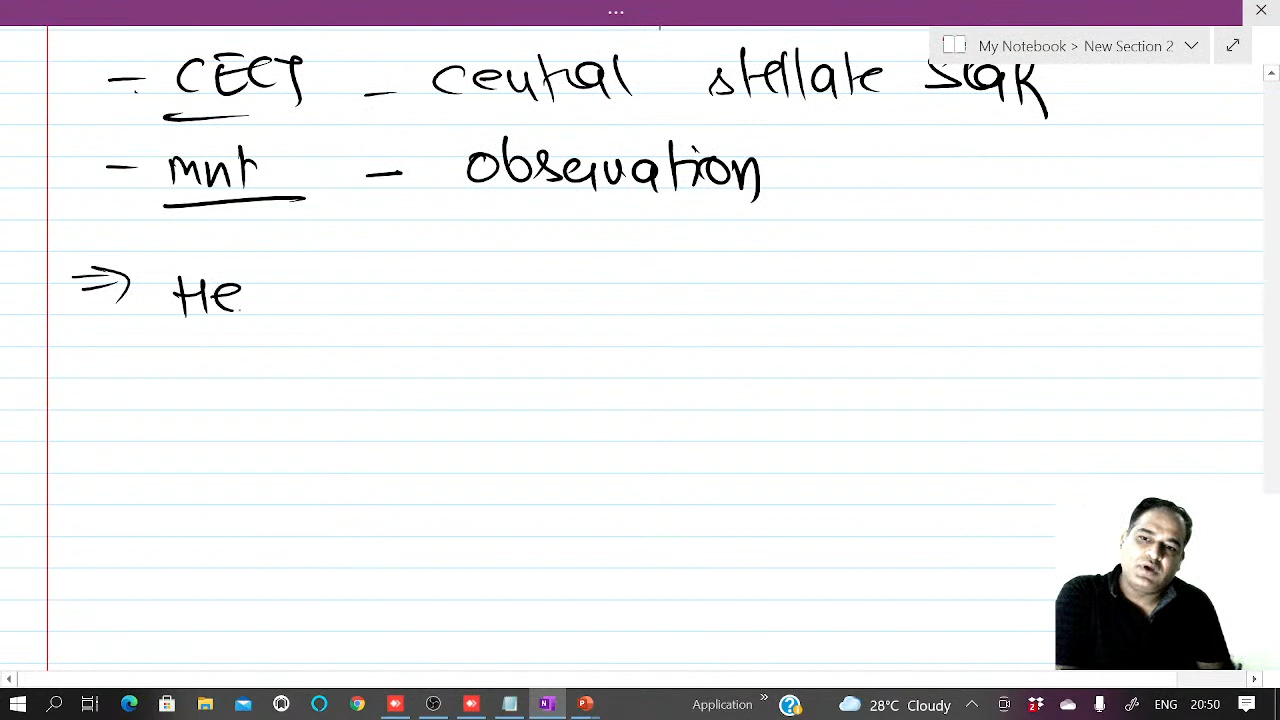 ...
My Notebook > New Section 2
- CECT - central stellate scar
- mnt - observation
⇒ He
Application
28°C Cloudy
ENG
20:50